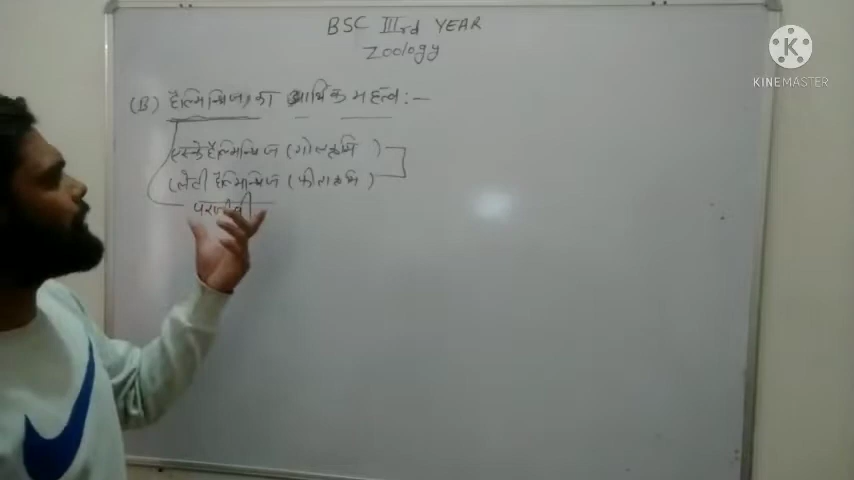 BSC IIIrd YEAR
Zoology
K
KINEMASTER
(B) हैल्मिन्थिज का आर्थिक महत्व :-
एस्केहैल्मिन्थिज (गोलकृमि)
प्लेटी हैल्मिन्थिज (फीताकृमि)
परजीवी